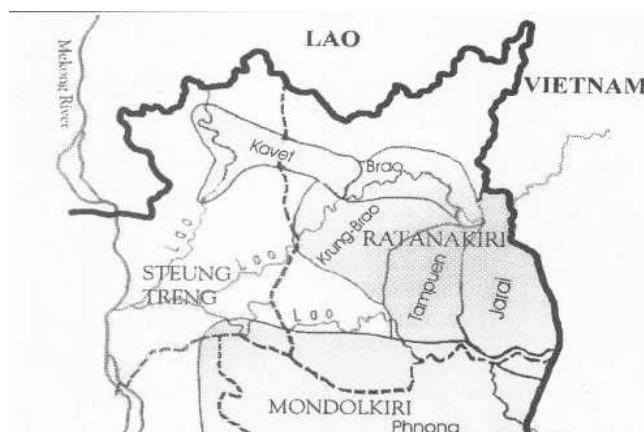 LAO
Mekong River
VIETNAM
Kavet
Brao
Lao
Krung-Brao
RATANAKIRI
Lao
STEUNG
TRENG
Tampuen
Jarai
Lao
MONDOLKIRI
Phnong